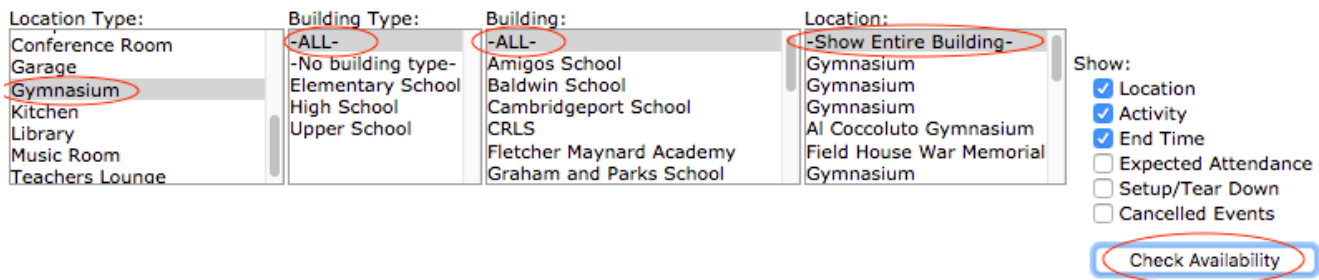 Location Type:
Conference Room
Garage
Gymnasium
Kitchen
Library
Music Room
Teachers Lounge
Building Type:
-ALL-
-No building type-
Elementary School
High School
Upper School
Building:
-ALL-
Amigos School
Baldwin School
Cambridgeport School
CRLS
Fletcher Maynard Academy
Graham and Parks School
Location:
-Show Entire Building-
Gymnasium
Gymnasium
Gymnasium
Al Coccoluto Gymnasium
Field House War Memorial
Gymnasium
Show:
Location
Activity
End Time
Expected Attendance
Setup/Tear Down
Cancelled Events
Check Availability